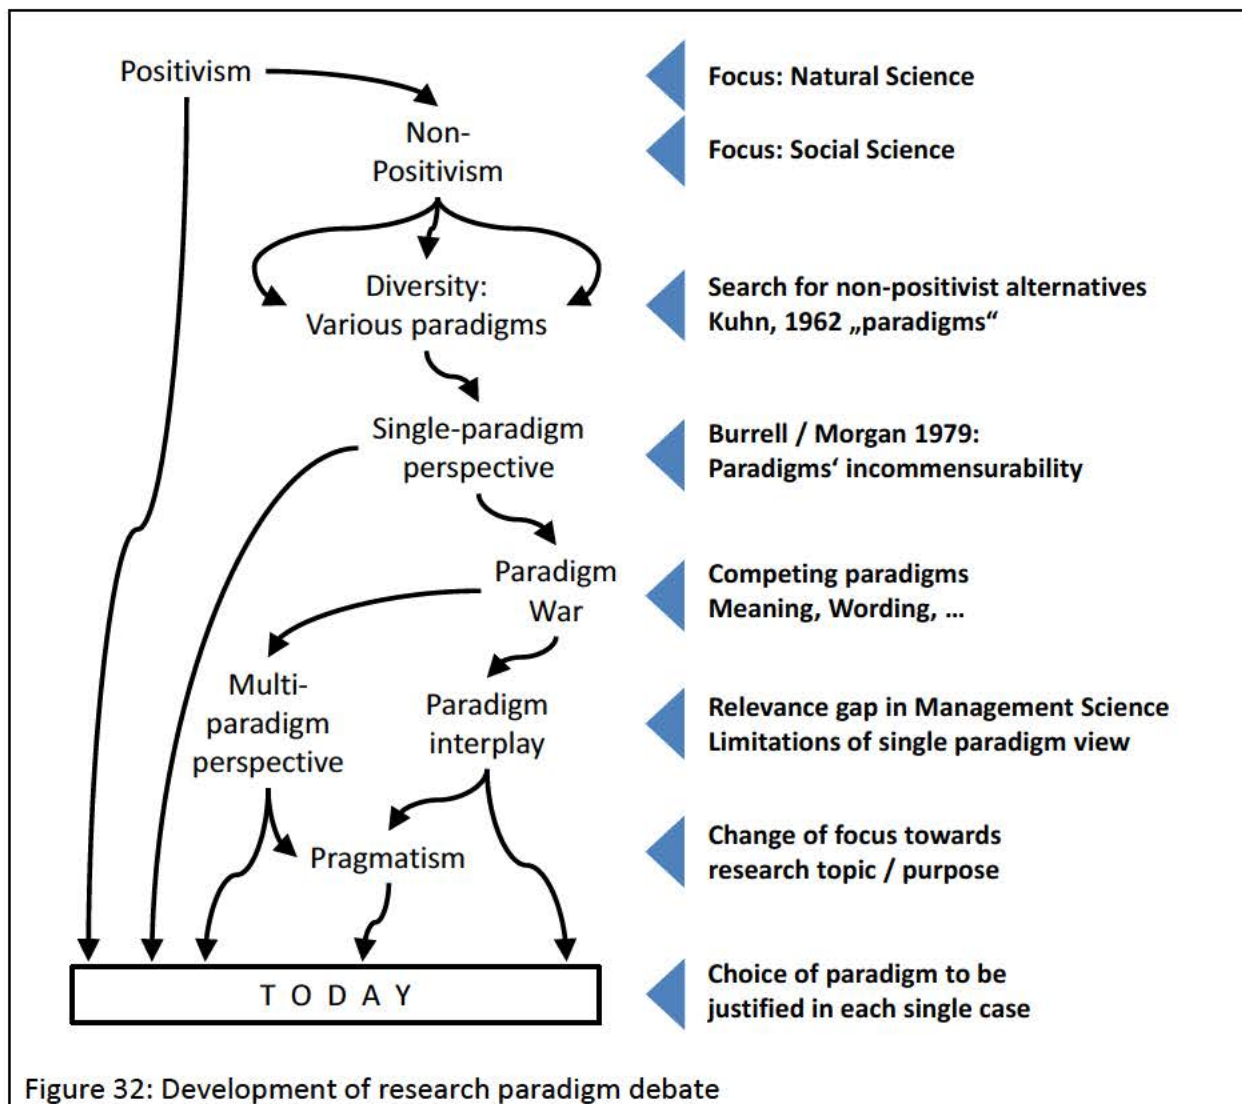 Positivism
Focus: Natural Science
Non-
Positivism
Focus: Social Science
Diversity:
Various paradigms
Search for non-positivist alternatives
Kuhn, 1962 „paradigms“
Single-paradigm
perspective
Burrell / Morgan 1979:
Paradigms‘ incommensurability
Paradigm
War
Competing paradigms
Meaning, Wording, ...
Multi-
paradigm
perspective
Paradigm
interplay
Relevance gap in Management Science
Limitations of single paradigm view
Pragmatism
Change of focus towards
research topic / purpose
T O D A Y
Choice of paradigm to be
justified in each single case
Figure 32: Development of research paradigm debate